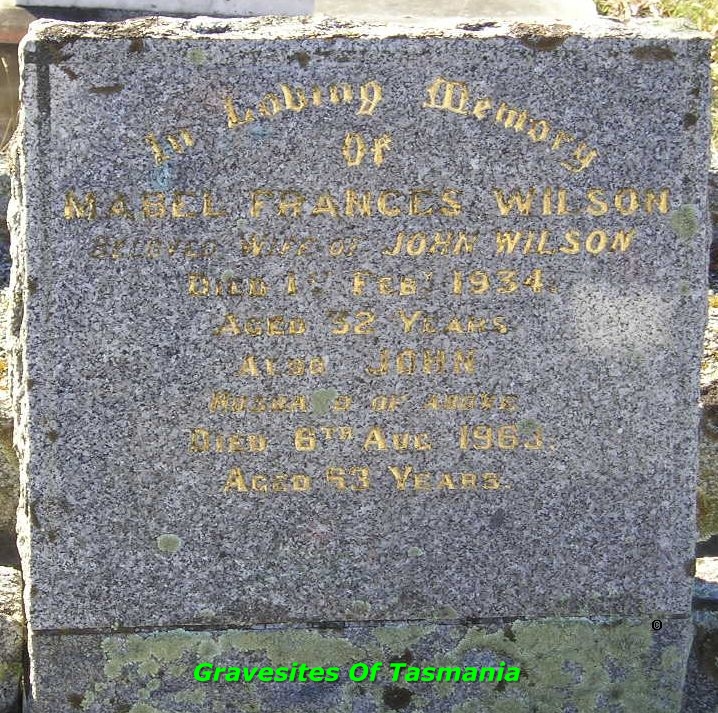 In Loving Memory
Of
MABEL FRANCES WILSON
BELOVED WIFE OF JOHN WILSON
DIED 1ST FEBY 1934.
AGED 32 YEARS
ALSO JOHN
HUSBAND OF ABOVE
DIED 6TH AUG 1963.
AGED YEARS.
©
Gravesites Of Tasmania